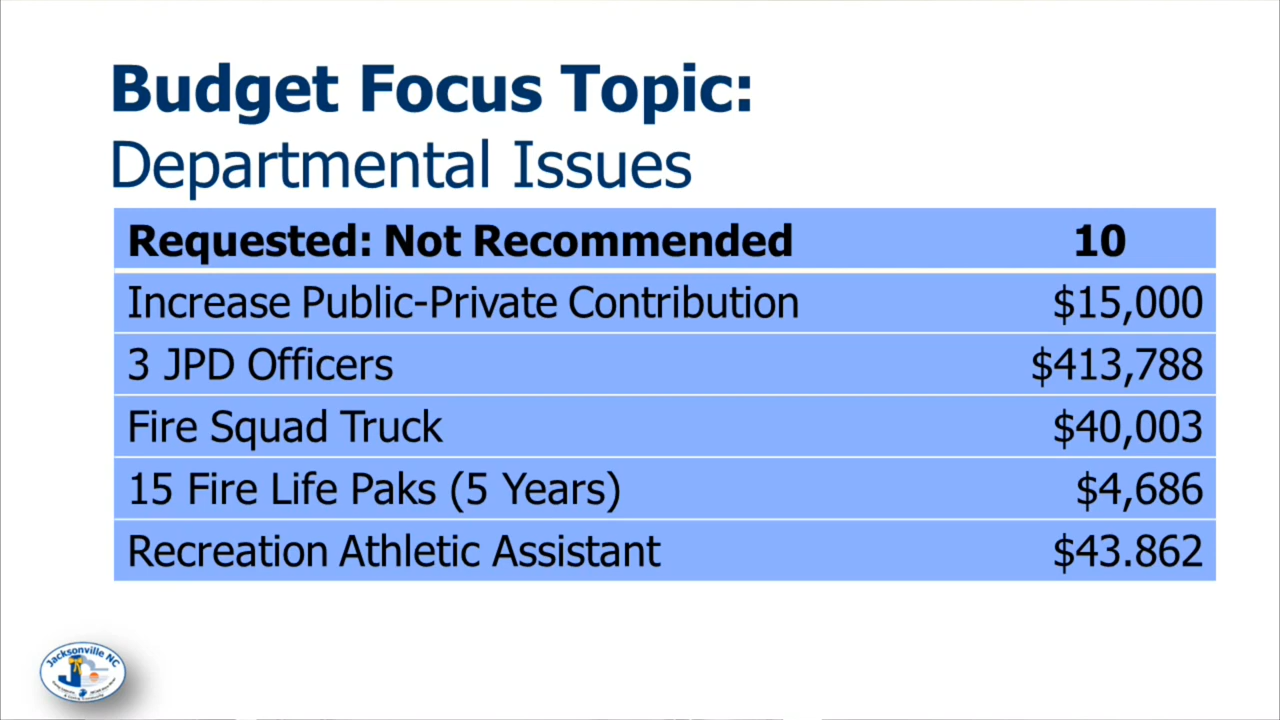 Budget Focus Topic:
Departmental Issues
Requested: Not Recommended 10
Increase Public-Private Contribution $15,000
3 JPD Officers $413,788
Fire Squad Truck $40,003
15 Fire Life Paks (5 Years) $4,686
Recreation Athletic Assistant $43.862
Jacksonville NC